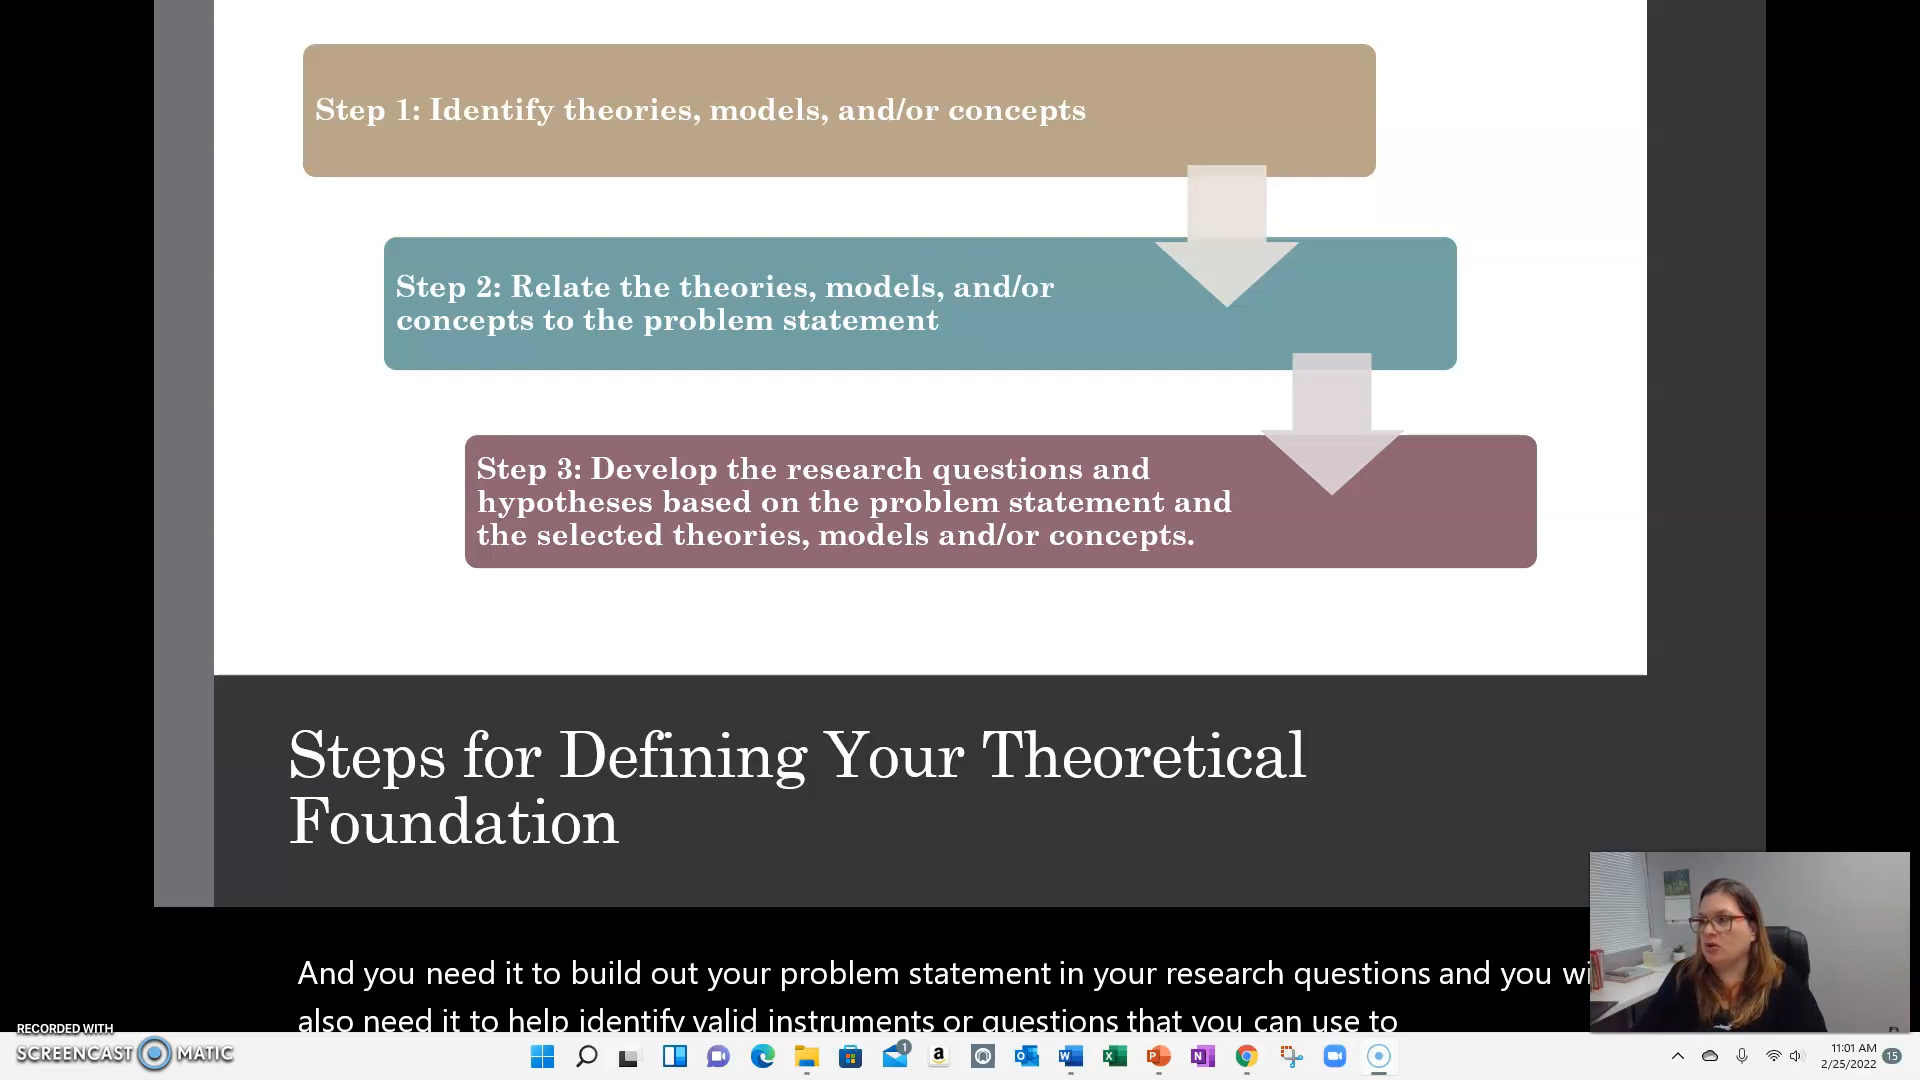 Step 1: Identify theories, models, and/or concepts
Step 2: Relate the theories, models, and/or
concepts to the problem statement
Step 3: Develop the research questions and
hypotheses based on the problem statement and
the selected theories, models and/or concepts.
Steps for Defining Your Theoretical
Foundation
And you need it to build out your problem statement in your research questions and you wi
also need it to help identify valid instruments or questions that you can use to
RECORDED WITH
SCREENCAST MATIC
1
11:01 AM
2/25/2022
15